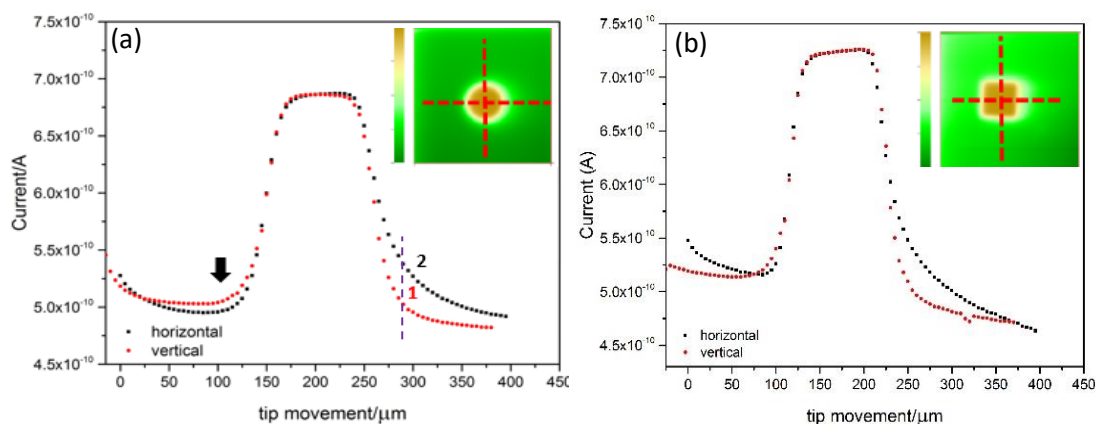 (a)
7.5x10⁻¹⁰
7.0x10⁻¹⁰
6.5x10⁻¹⁰
6.0x10⁻¹⁰
5.5x10⁻¹⁰
5.0x10⁻¹⁰
4.5x10⁻¹⁰
Current/A
2
1
horizontal
vertical
0 50 100 150 200 250 300 350 400 450
tip movement/μm
(b)
7.5x10⁻¹⁰
7.0x10⁻¹⁰
6.5x10⁻¹⁰
6.0x10⁻¹⁰
5.5x10⁻¹⁰
5.0x10⁻¹⁰
4.5x10⁻¹⁰
Current (A)
horizontal
vertical
0 50 100 150 200 250 300 350 400 450
tip movement/μm